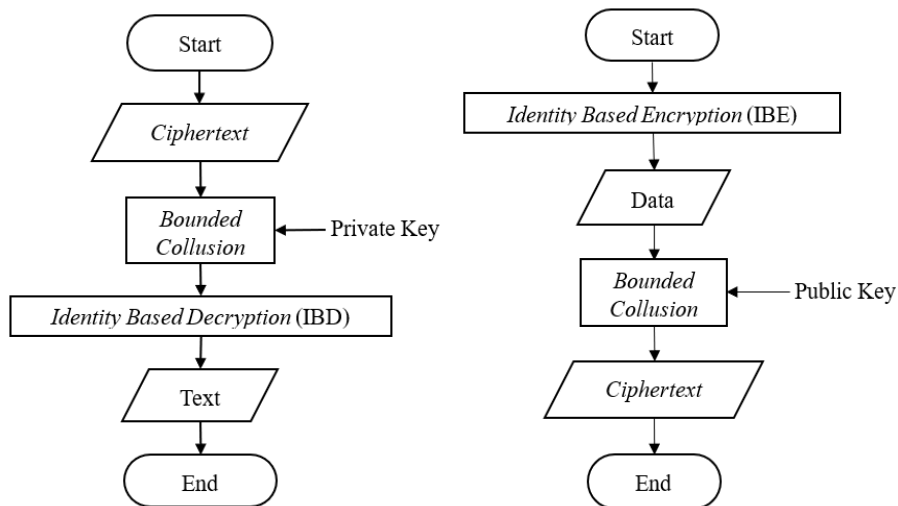 Start
Ciphertext
Bounded
Collusion
Private Key
Identity Based Decryption (IBD)
Text
End
Start
Identity Based Encryption (IBE)
Data
Bounded
Collusion
Public Key
Ciphertext
End